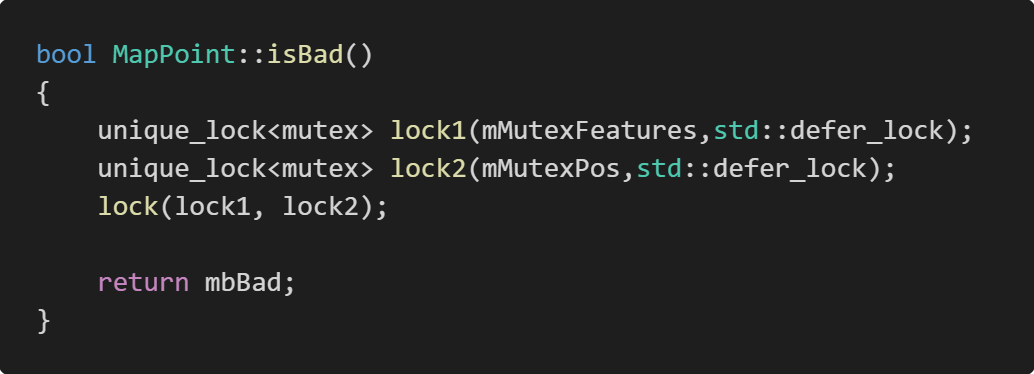 bool MapPoint::isBad()
{
    unique_lock<mutex> lock1(mMutexFeatures,std::defer_lock);
    unique_lock<mutex> lock2(mMutexPos,std::defer_lock);
    lock(lock1, lock2);

    return mbBad;
}